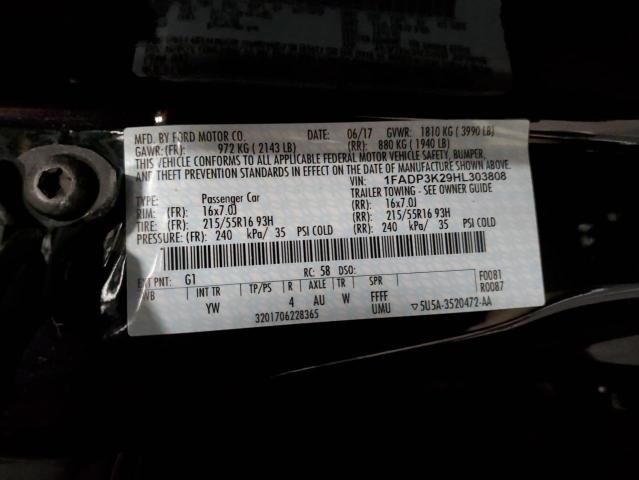 MFD. BY FORD MOTOR CO. DATE: 06/17 GVWR: 1810 KG ( 3990 LB)
GAWR:(FR): 972 KG ( 2143 LB) (RR): 880 KG ( 1940 LB)
THIS VEHICLE CONFORMS TO ALL APPLICABLE FEDERAL MOTOR VEHICLE SAFETY, BUMPER,
AND THEFT PREVENTION STANDARDS IN EFFECT ON THE DATE OF MANUFACTURE SHOWN ABOVE.
VIN: 1FADP3K29HL303808
TYPE: Passenger Car TRAILER TOWING - SEE OWNER GUIDE
RIM: (FR): 16x7.0J (RR): 16x7.0J
TIRE: (FR): 215/55R16 93H (RR): 215/55R16 93H
PRESSURE: (FR): 240 kPa/ 35 PSI COLD (RR): 240 kPa/ 35 PSI COLD
EXT PNT: G1 RC: 58 DSO: F0081
WB INT TR TP/PS R AXLE TR SPR R0087
YW 4 AU W FFFF
3201706228365 UMU ▽ 5U5A-3520472-AA